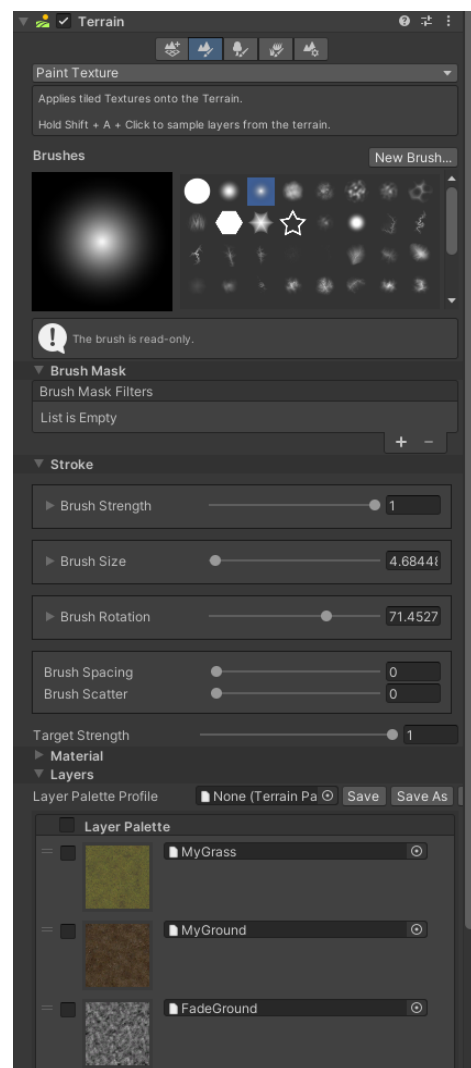 Terrain
Paint Texture
Applies tiled Textures onto the Terrain.
Hold Shift + A + Click to sample layers from the terrain.
Brushes
New Brush...
The brush is read-only.
Brush Mask
Brush Mask Filters
List is Empty
+ -
Stroke
Brush Strength 1
Brush Size 4.68448
Brush Rotation 71.4527
Brush Spacing 0
Brush Scatter 0
Target Strength 1
Material
Layers
Layer Palette Profile None (Terrain Pa Save Save As
Layer Palette
MyGrass
MyGround
FadeGround